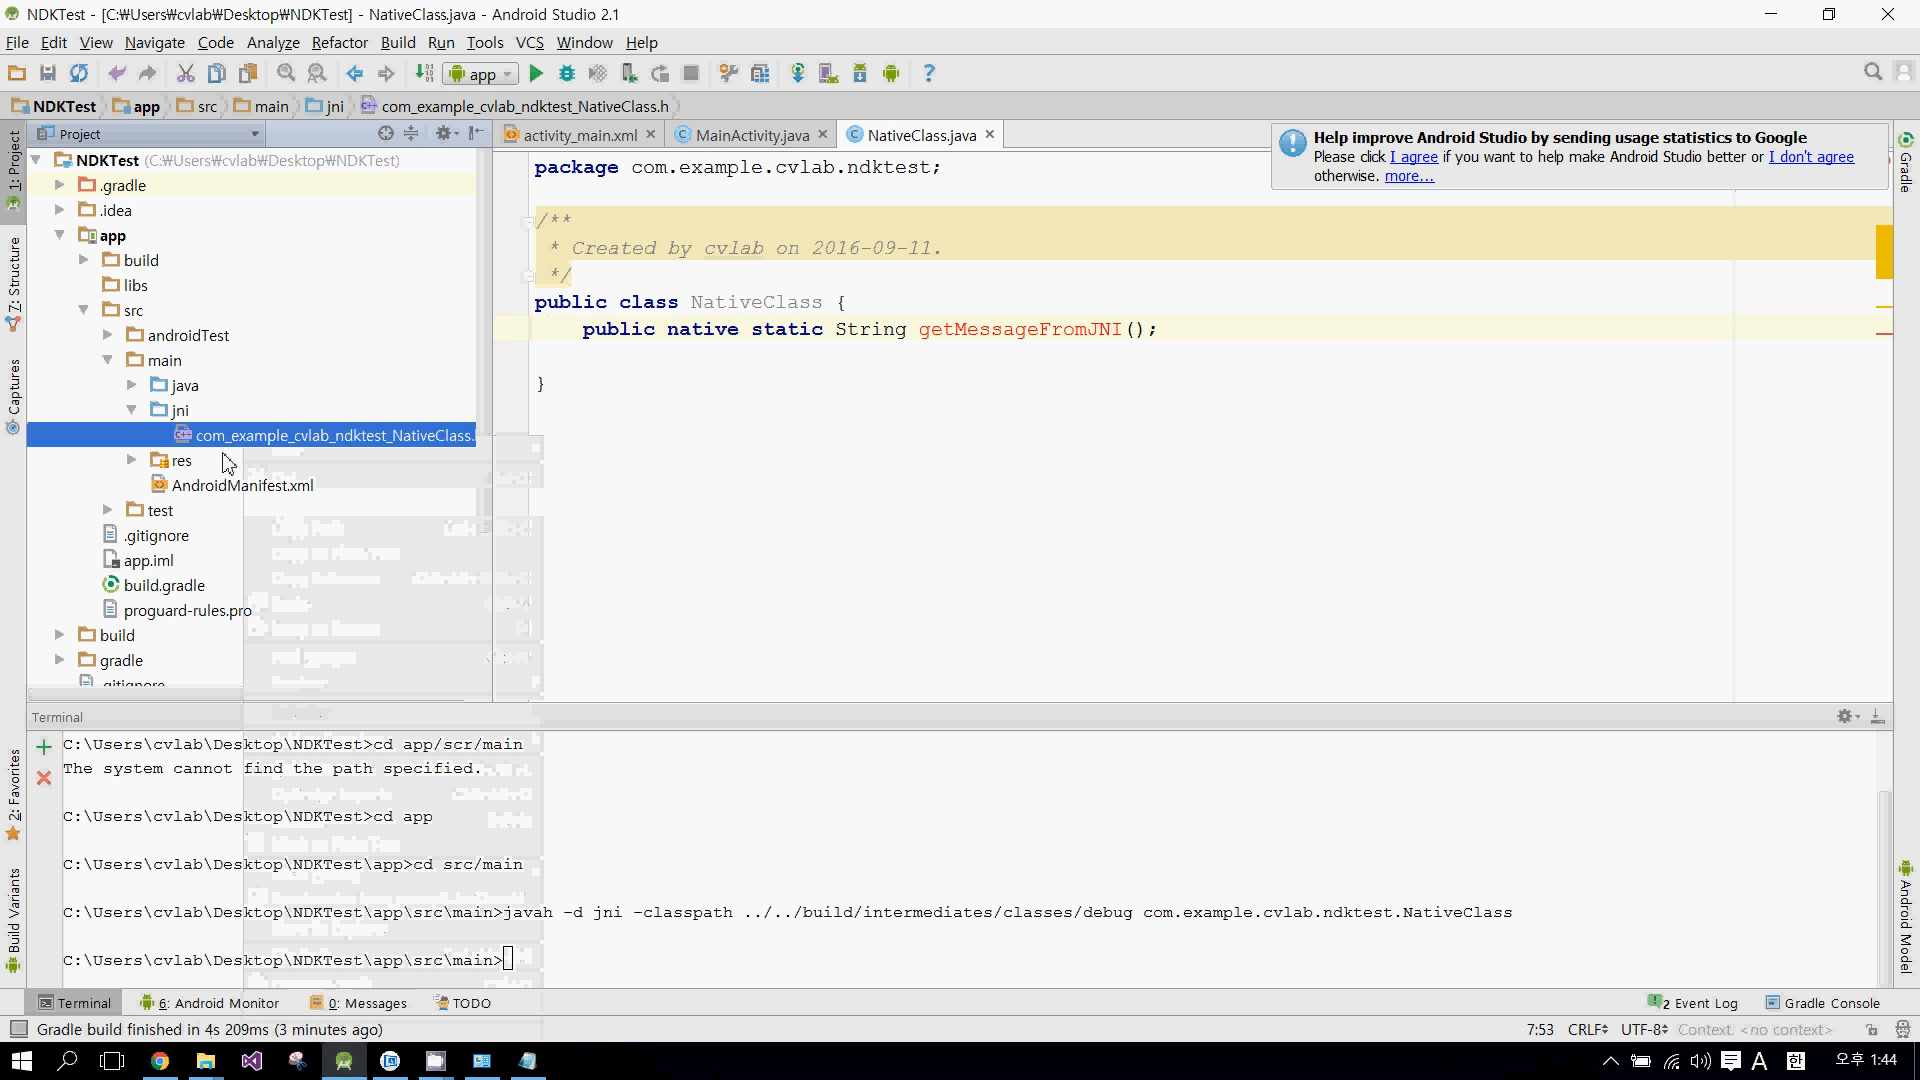 NDKTest - [C:₩Users₩cvlab₩Desktop₩NDKTest] - NativeClass.java - Android Studio 2.1
File Edit View Navigate Code Analyze Refactor Build Run Tools VCS Window Help
app
NDKTest app src main jni com_example_cvlab_ndktest_NativeClass.h
Project
activity_main.xml MainActivity.java NativeClass.java
Help improve Android Studio by sending usage statistics to Google
Please click I agree if you want to help make Android Studio better or I don't agree
otherwise. more...
1: Project
Z: Structure
Captures
2: Favorites
Build Variants
Gradle
Android Model
NDKTest (C:₩Users₩cvlab₩Desktop₩NDKTest)
.gradle
.idea
app
build
libs
src
androidTest
main
java
jni
com_example_cvlab_ndktest_NativeClass.
res
AndroidManifest.xml
test
.gitignore
app.iml
build.gradle
proguard-rules.pro
build
gradle
.gitignore
package com.example.cvlab.ndktest;
/**
* Created by cvlab on 2016-09-11.
*/
public class NativeClass {
public native static String getMessageFromJNI();
}
Terminal
C:\Users\cvlab\Desktop\NDKTest>cd app/scr/main
The system cannot find the path specified.
C:\Users\cvlab\Desktop\NDKTest>cd app
C:\Users\cvlab\Desktop\NDKTest\app>cd src/main
C:\Users\cvlab\Desktop\NDKTest\app\src\main>javah -d jni -classpath ../../build/intermediates/classes/debug com.example.cvlab.ndktest.NativeClass
C:\Users\cvlab\Desktop\NDKTest\app\src\main>
Terminal 6: Android Monitor 0: Messages TODO 2 Event Log Gradle Console
Gradle build finished in 4s 209ms (3 minutes ago) 7:53 CRLF UTF-8 Context: <no context>
A 한 오후 1:44